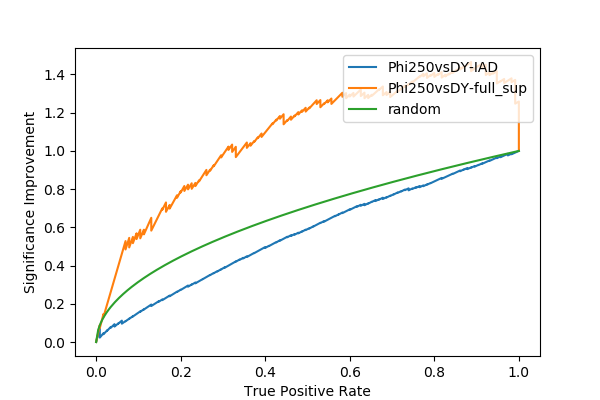 Phi250vsDY-IAD
Phi250vsDY-full_sup
random
Significance Improvement
1.4
1.2
1.0
0.8
0.6
0.4
0.2
0.0
0.0 0.2 0.4 0.6 0.8 1.0
True Positive Rate